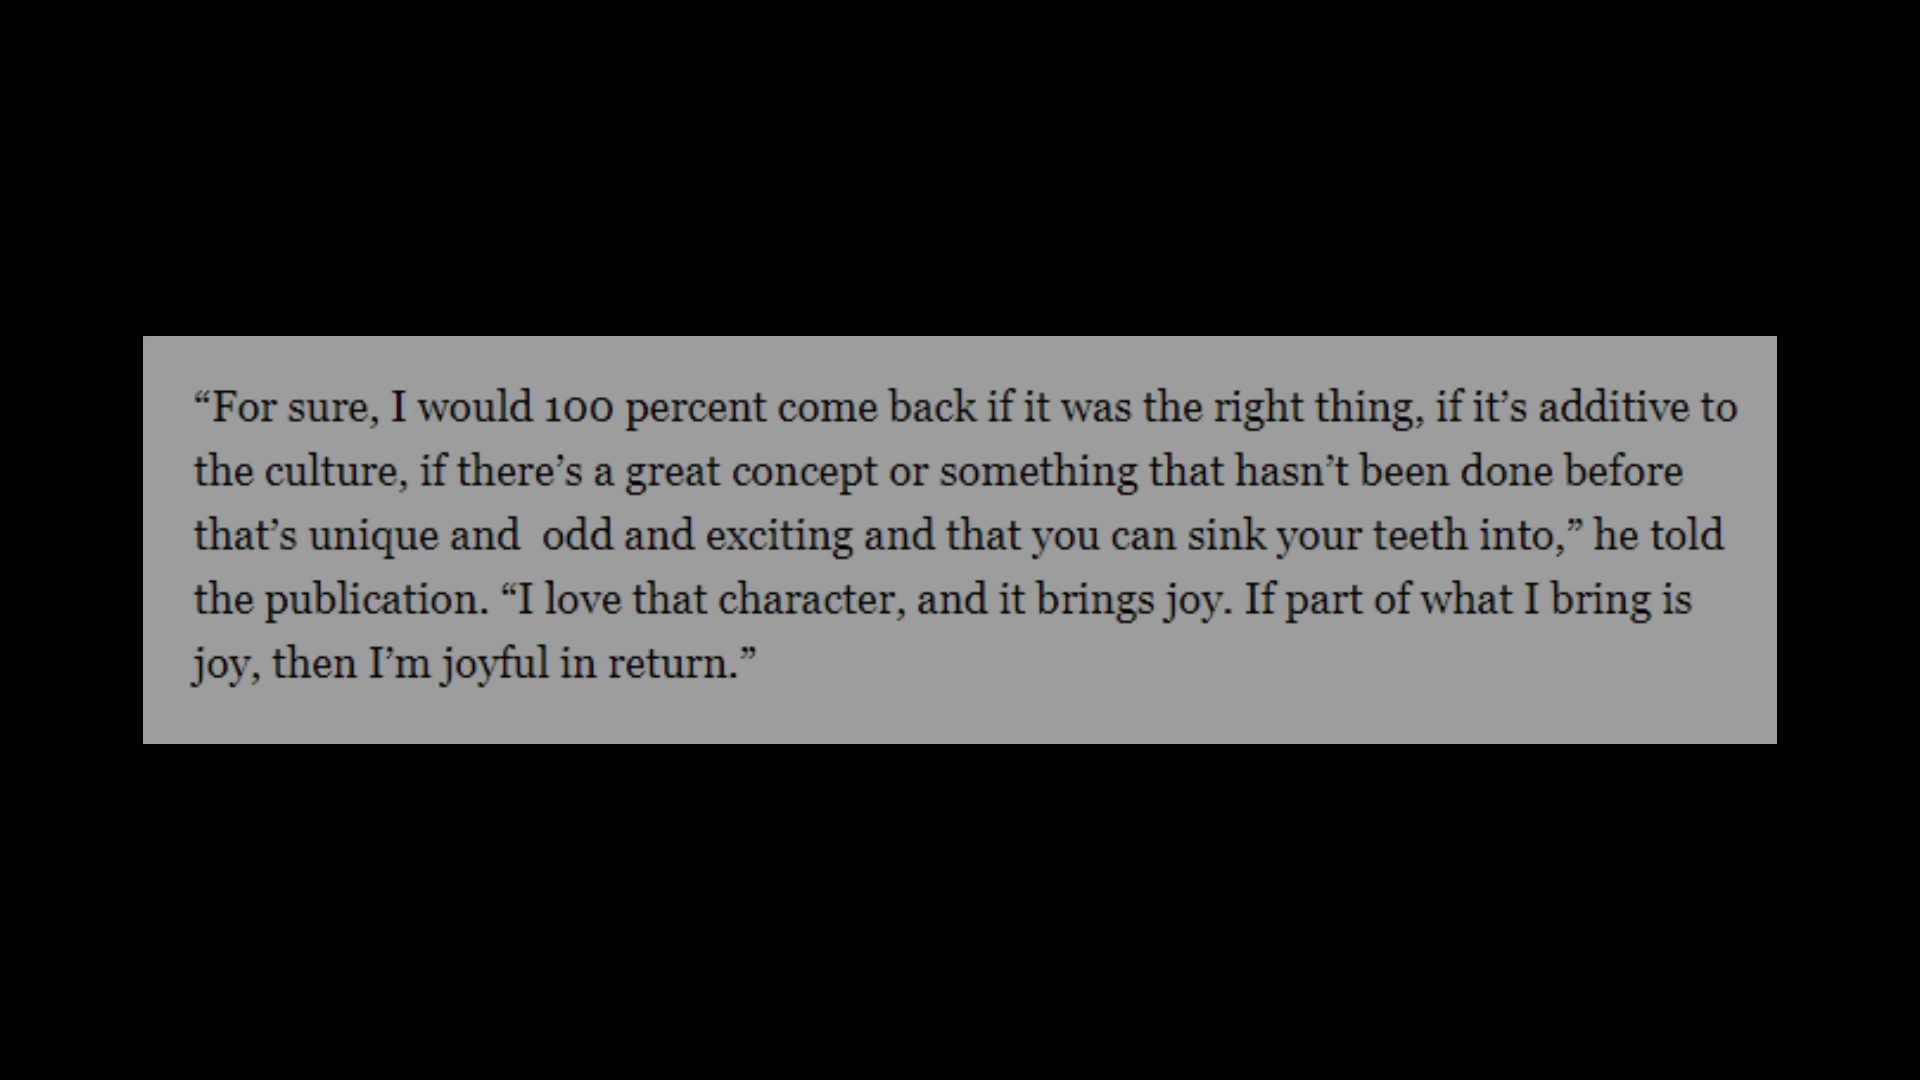 “For sure, I would 100 percent come back if it was the right thing, if it’s additive to
the culture, if there’s a great concept or something that hasn’t been done before
that’s unique and  odd and exciting and that you can sink your teeth into,” he told
the publication. “I love that character, and it brings joy. If part of what I bring is
joy, then I’m joyful in return.”